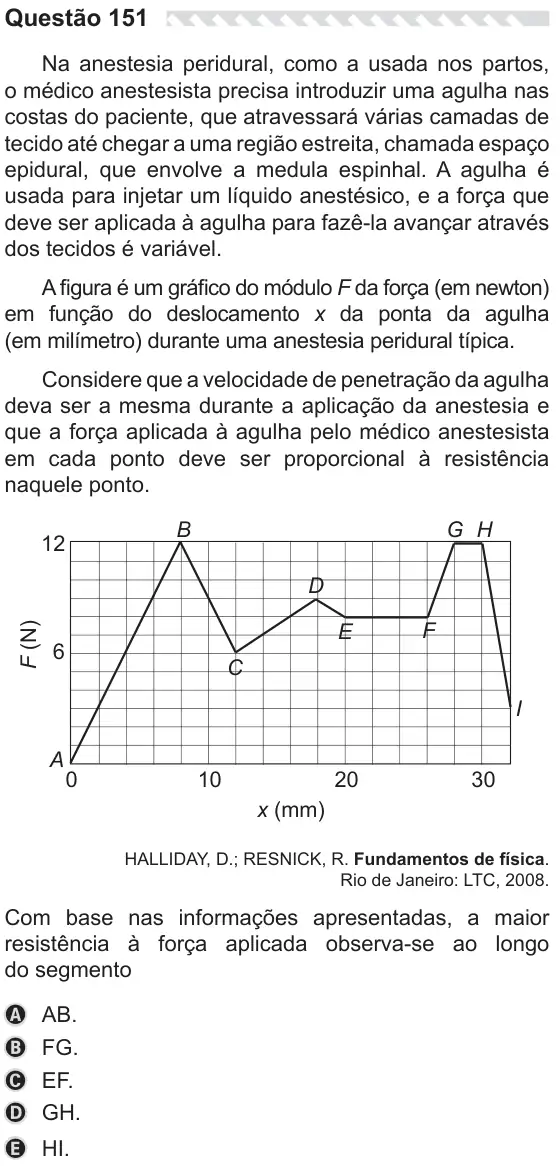 Questão 151
Na anestesia peridural, como a usada nos partos,
o médico anestesista precisa introduzir uma agulha nas
costas do paciente, que atravessará várias camadas de
tecido até chegar a uma região estreita, chamada espaço
epidural, que envolve a medula espinhal. A agulha é
usada para injetar um líquido anestésico, e a força que
deve ser aplicada à agulha para fazê-la avançar através
dos tecidos é variável.
A figura é um gráfico do módulo F da força (em newton)
em função do deslocamento x da ponta da agulha
(em milímetro) durante uma anestesia peridural típica.
Considere que a velocidade de penetração da agulha
deva ser a mesma durante a aplicação da anestesia e
que a força aplicada à agulha pelo médico anestesista
em cada ponto deve ser proporcional à resistência
naquele ponto.
B
G H
12
D
E
F
F (N)
6
C
I
A
0 10 20 30
x (mm)
HALLIDAY, D.; RESNICK, R. Fundamentos de física.
Rio de Janeiro: LTC, 2008.
Com base nas informações apresentadas, a maior
resistência à força aplicada observa-se ao longo
do segmento
A AB.
B FG.
C EF.
D GH.
E HI.